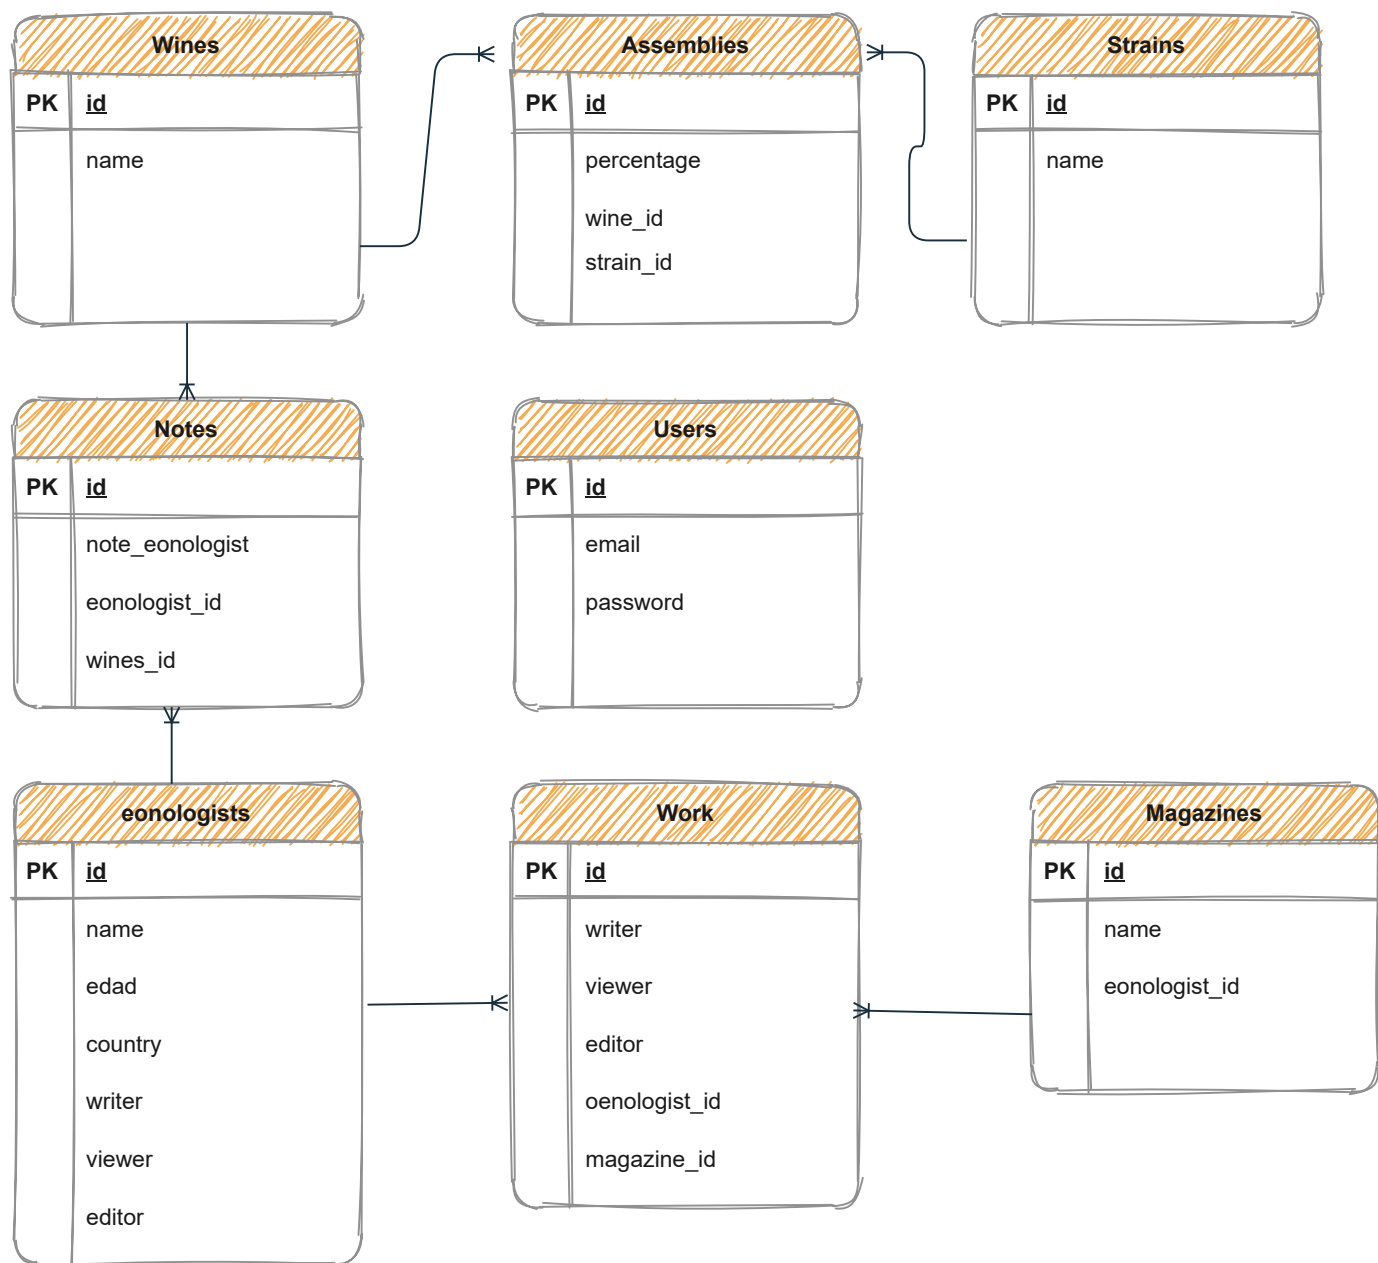 Wines
PK id
name
Assemblies
PK id
percentage
wine_id
strain_id
Strains
PK id
name
Notes
PK id
note_eonologist
eonologist_id
wines_id
Users
PK id
email
password
eonologists
PK id
name
edad
country
writer
viewer
editor
Work
PK id
writer
viewer
editor
oenologist_id
magazine_id
Magazines
PK id
name
eonologist_id